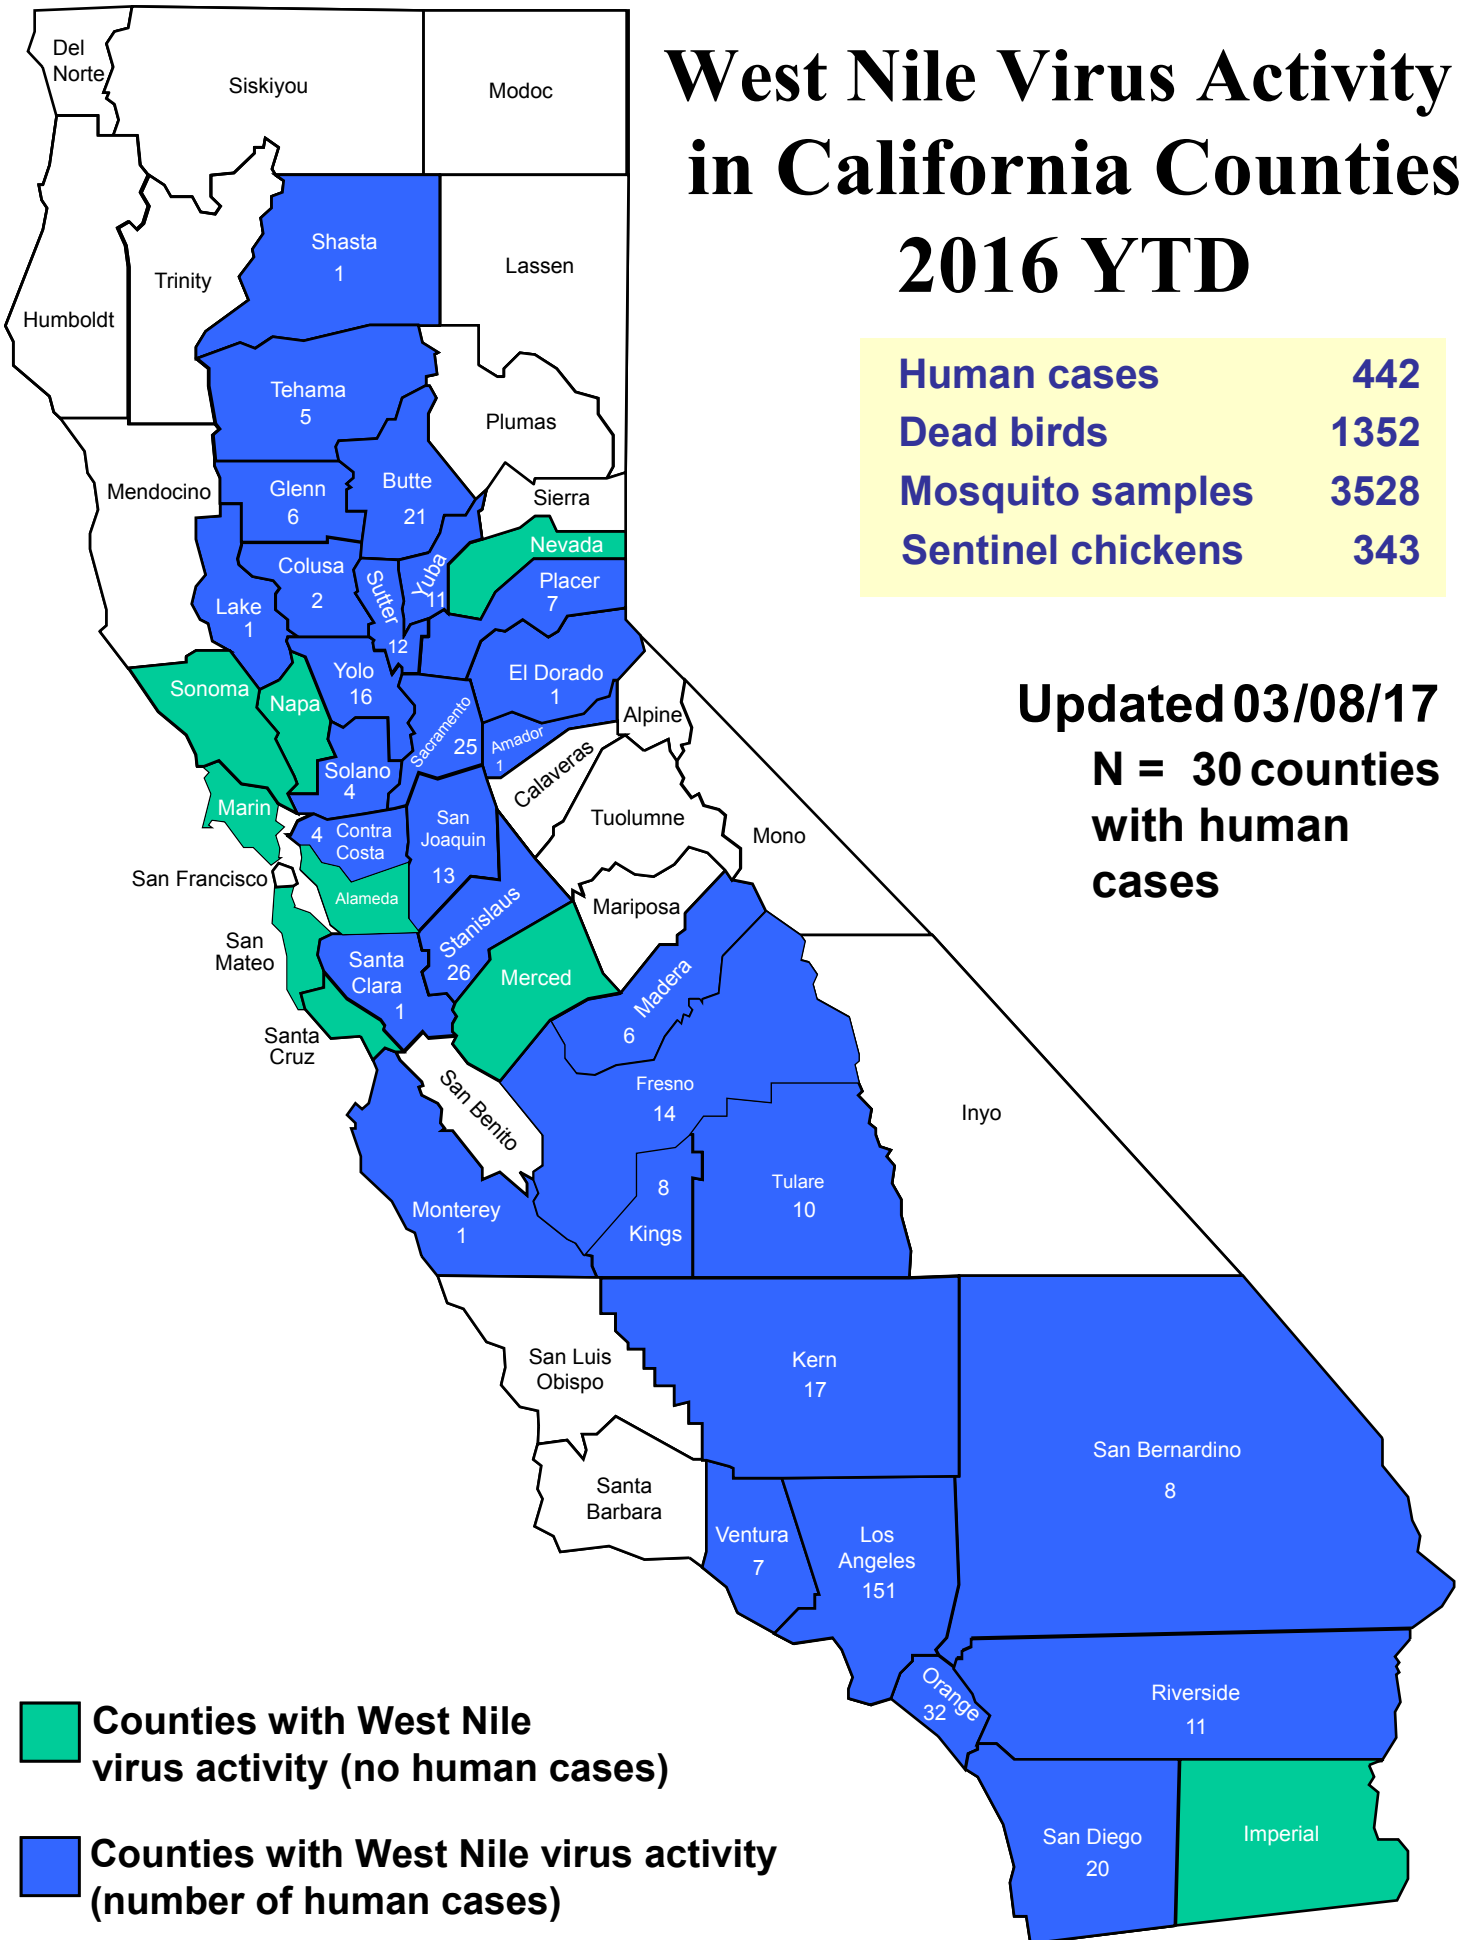 West Nile Virus Activity
in California Counties
2016 YTD
Human cases 442
Dead birds 1352
Mosquito samples 3528
Sentinel chickens 343
Updated 03/08/17
N = 30 counties
with human
cases
Del
Norte
Siskiyou
Modoc
Shasta
1
Trinity
Lassen
Humboldt
Tehama
5
Plumas
Mendocino
Glenn
6
Butte
21
Sierra
Nevada
Colusa
2
Sutter
12
Yuba
11
Placer
7
Lake
1
Yolo
16
El Dorado
1
Sonoma
Napa
Sacramento
25
Amador
1
Alpine
Solano
4
Calaveras
Marin
4 Contra
Costa
San
Joaquin
13
Tuolumne
Mono
San Francisco
Alameda
Stanislaus
26
Mariposa
San
Mateo
Santa
Clara
1
Merced
Madera
6
Santa
Cruz
San Benito
Fresno
14
Inyo
Monterey
1
8
Kings
Tulare
10
San Luis
Obispo
Kern
17
San Bernardino
8
Santa
Barbara
Ventura
7
Los
Angeles
151
Orange
32
Riverside
11
San Diego
20
Imperial
Counties with West Nile
virus activity (no human cases)
Counties with West Nile virus activity
(number of human cases)